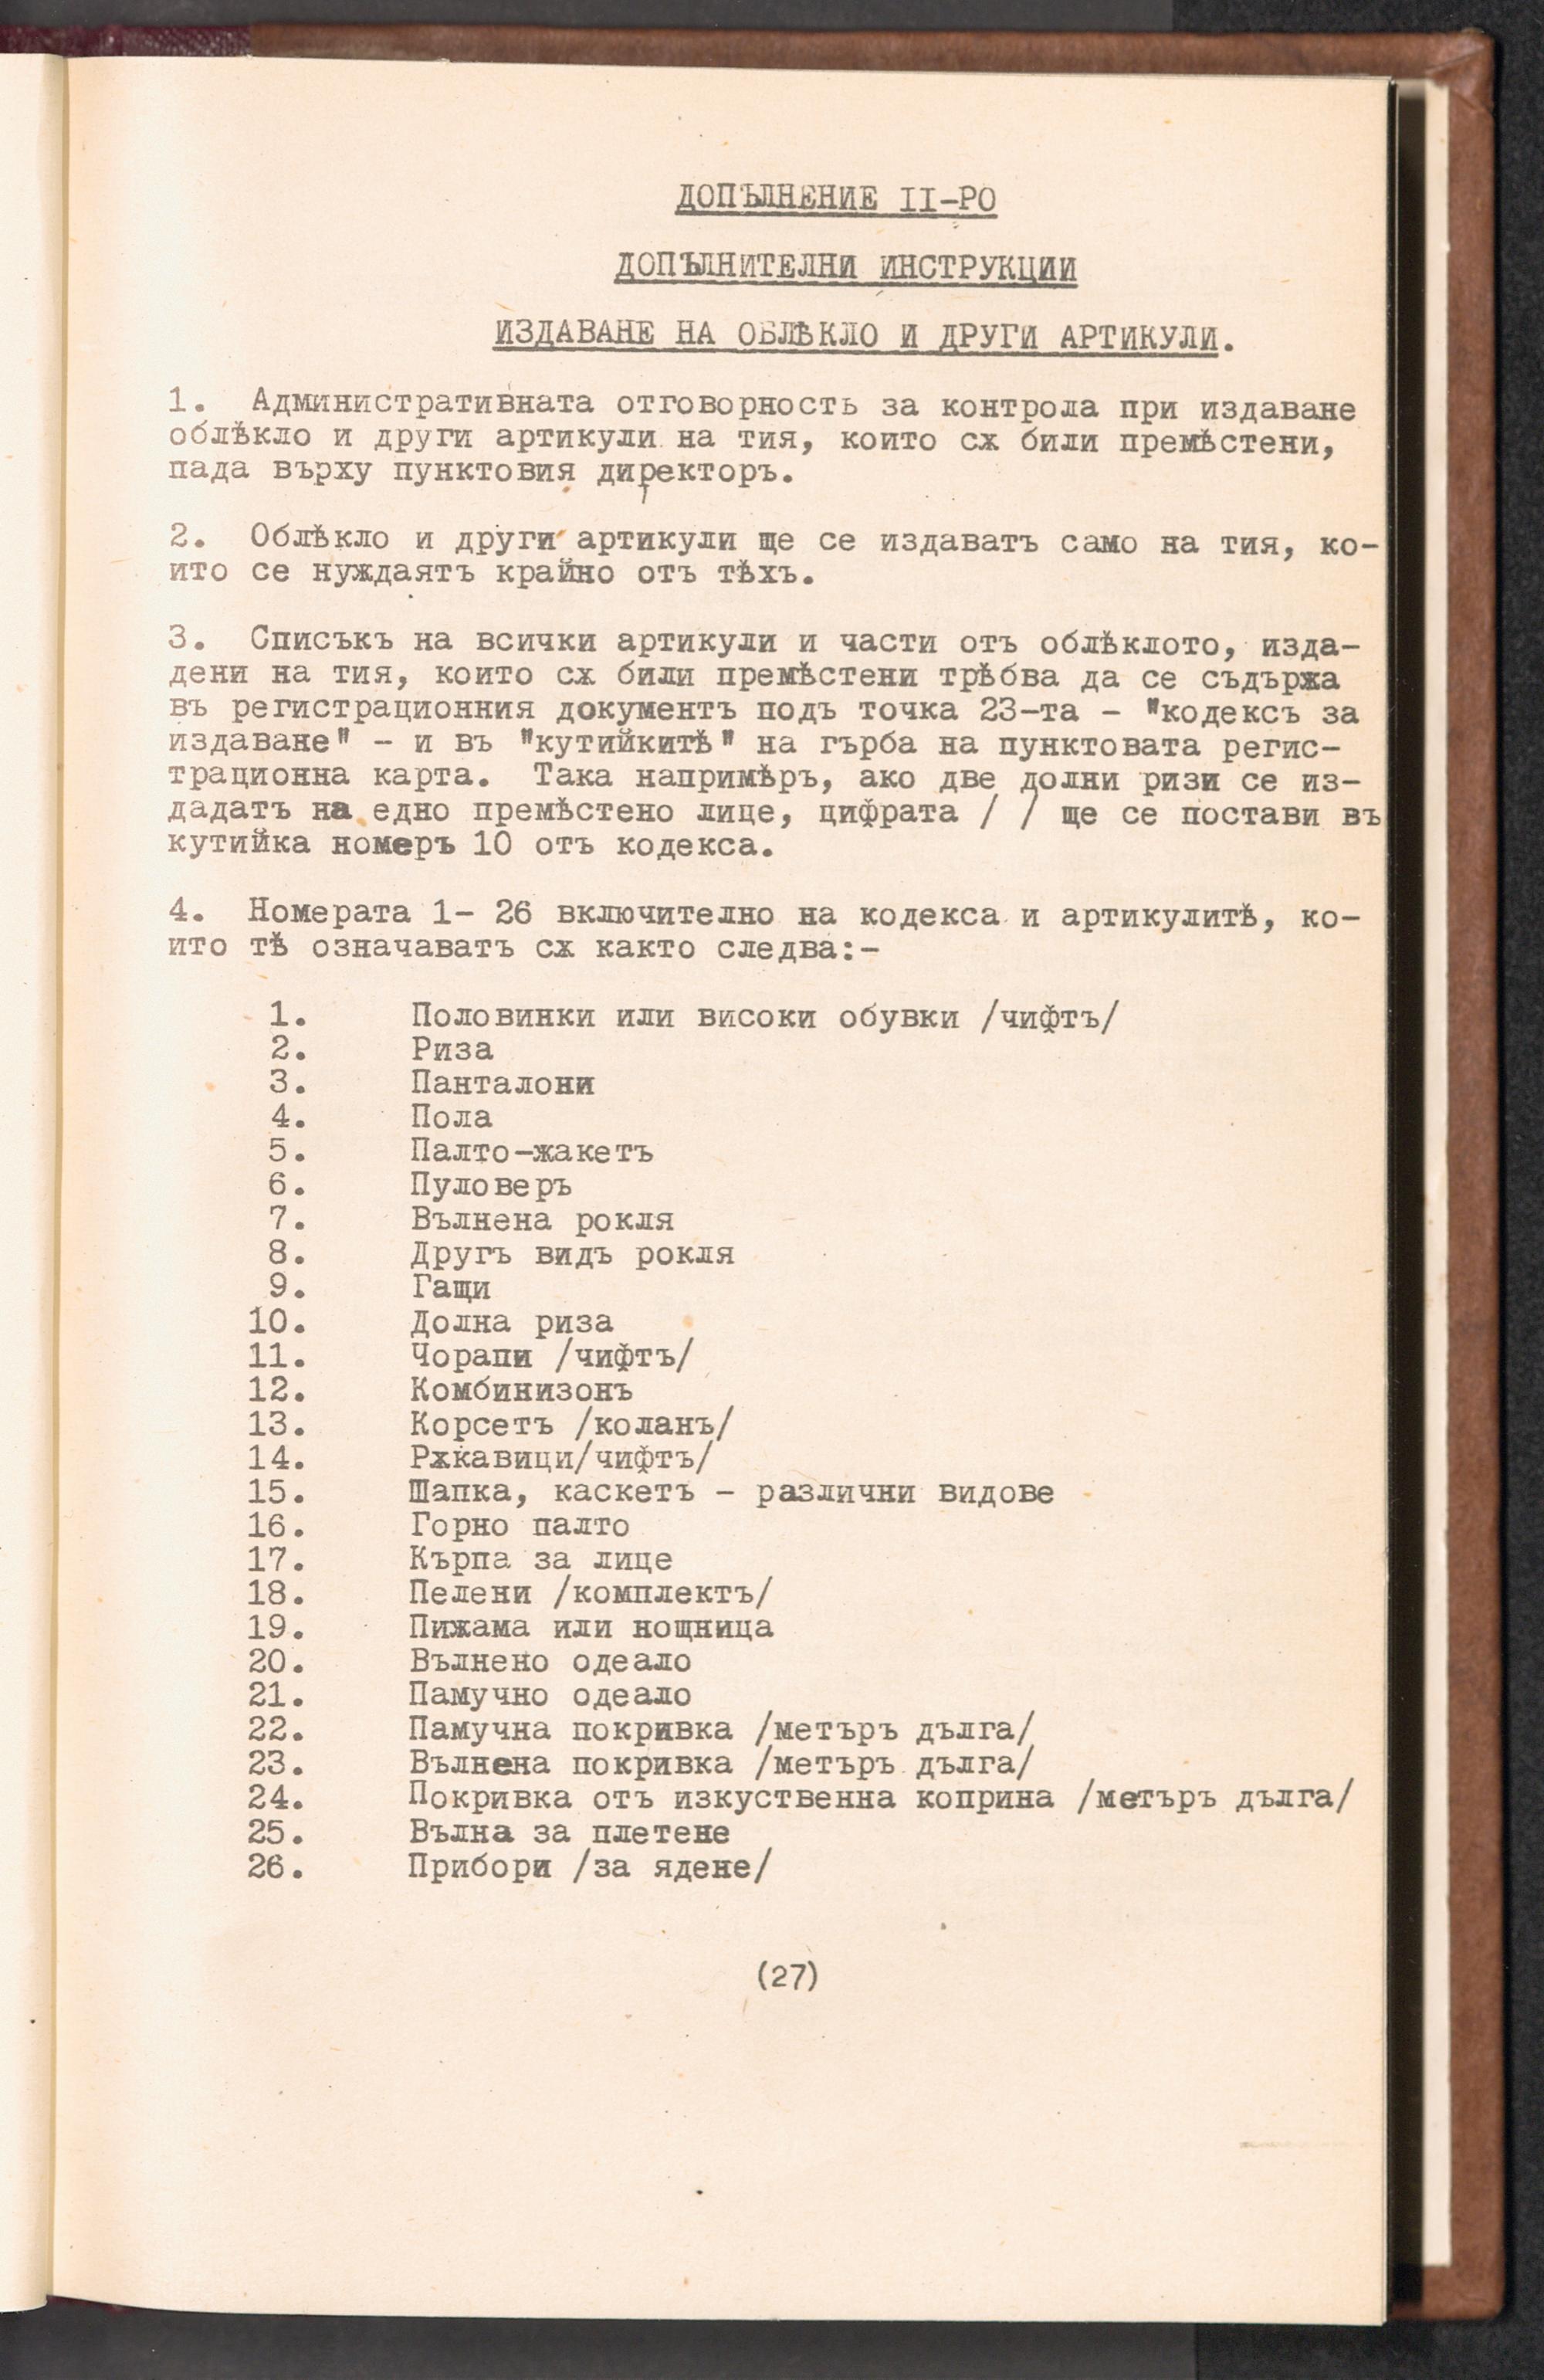 ДОПЪЛНЕНИЕ II-РО
ДОПЪЛНИТЕЛНИ ИНСТРУКЦИИ
ИЗДАВАНЕ НА ОБЛѢКЛО И ДРУГИ АРТИКУЛИ.
1. Административната отговорность за контрола при издаване
облѣкло и други артикули на тия, които сѫ били премѣстени,
пада върху пунктовия директоръ.
2. Облѣкло и други артикули ще се издаватъ само на тия, ко-
ито се нуждаятъ крайно отъ тѣхъ.
3. Списъкъ на всички артикули и части отъ облѣклото, изда-
дени на тия, които сѫ били премѣстени трѣбва да се съдържа
въ регистрационния документъ подъ точка 23-та - "кодексъ за
издаване" - и въ "кутийкитѣ" на гърба на пунктовата регис-
трационна карта. Така напримѣръ, ако две долни ризи се из-
дадатъ на едно премѣстено лице, цифрата / / ще се постави въ
кутийка номеръ 10 отъ кодекса.
4. Номерата 1- 26 включително на кодекса и артикулитѣ, ко-
ито тѣ означаватъ сѫ както следва:-
1. Половинки или високи обувки /чифтъ/
2. Риза
3. Панталони
4. Пола
5. Палто-жакетъ
6. Пуловеръ
7. Вълнена рокля
8. Другъ видъ рокля
9. Гащи
10. Долна риза
11. Чорапи /чифтъ/
12. Комбинизонъ
13. Корсетъ /коланъ/
14. Рѫкавици/чифтъ/
15. Шапка, каскетъ - различни видове
16. Горно палто
17. Кърпа за лице
18. Пелени /комплектъ/
19. Пижама или нощница
20. Вълнено одеало
21. Памучно одеало
22. Памучна покривка /метъръ дълга/
23. Вълнена покривка /метъръ дълга/
24. Покривка отъ изкуственна коприна /метъръ дълга/
25. Вълна за плетене
26. Прибори /за ядене/
(27)